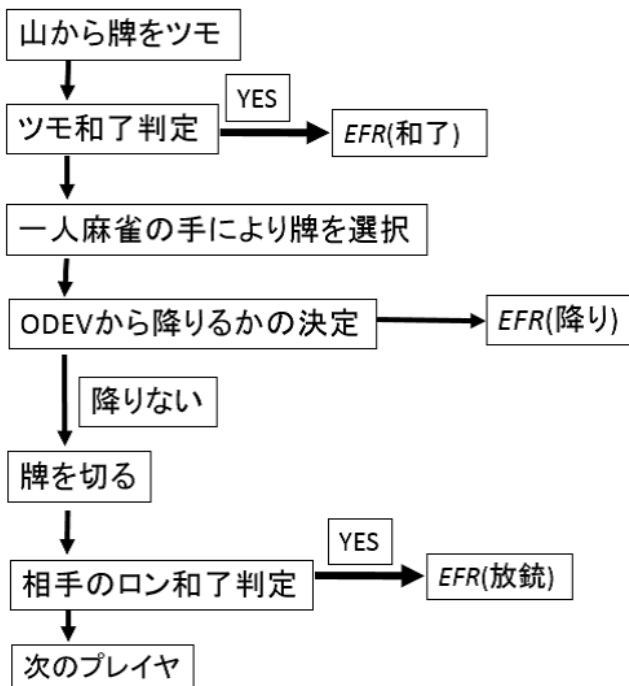 山から牌をツモ
YES
ツモ和了判定
EFR(和了)
一人麻雀の手により牌を選択
ODEVから降りるかの決定
EFR(降り)
降りない
牌を切る
YES
相手のロン和了判定
EFR(放銃)
次のプレイヤ